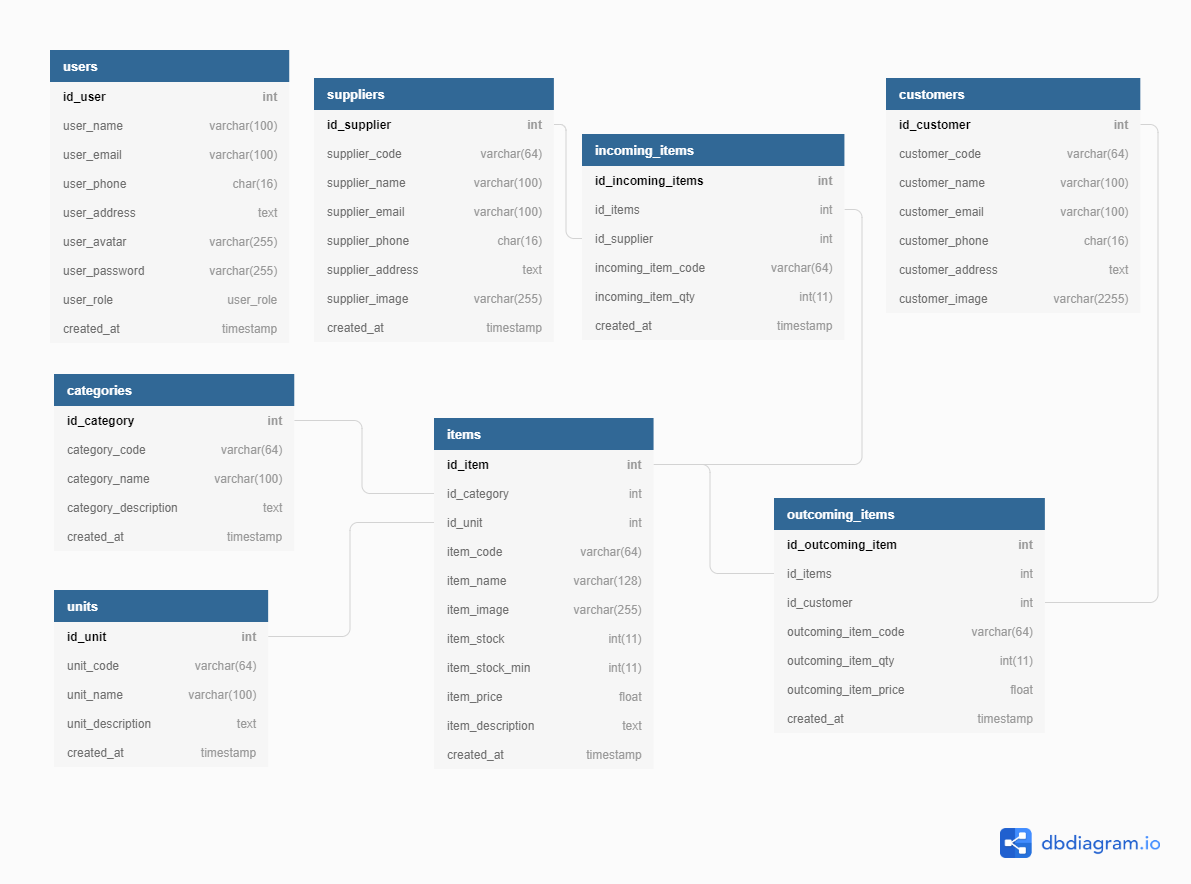 users
id_user int
user_name varchar(100)
user_email varchar(100)
user_phone char(16)
user_address text
user_avatar varchar(255)
user_password varchar(255)
user_role user_role
created_at timestamp
suppliers
id_supplier int
supplier_code varchar(64)
supplier_name varchar(100)
supplier_email varchar(100)
supplier_phone char(16)
supplier_address text
supplier_image varchar(255)
created_at timestamp
incoming_items
id_incoming_items int
id_items int
id_supplier int
incoming_item_code varchar(64)
incoming_item_qty int(11)
created_at timestamp
customers
id_customer int
customer_code varchar(64)
customer_name varchar(100)
customer_email varchar(100)
customer_phone char(16)
customer_address text
customer_image varchar(2255)
categories
id_category int
category_code varchar(64)
category_name varchar(100)
category_description text
created_at timestamp
items
id_item int
id_category int
id_unit int
item_code varchar(64)
item_name varchar(128)
item_image varchar(255)
item_stock int(11)
item_stock_min int(11)
item_price float
item_description text
created_at timestamp
outcoming_items
id_outcoming_item int
id_items int
id_customer int
outcoming_item_code varchar(64)
outcoming_item_qty int(11)
outcoming_item_price float
created_at timestamp
units
id_unit int
unit_code varchar(64)
unit_name varchar(100)
unit_description text
created_at timestamp
dbdiagram.io